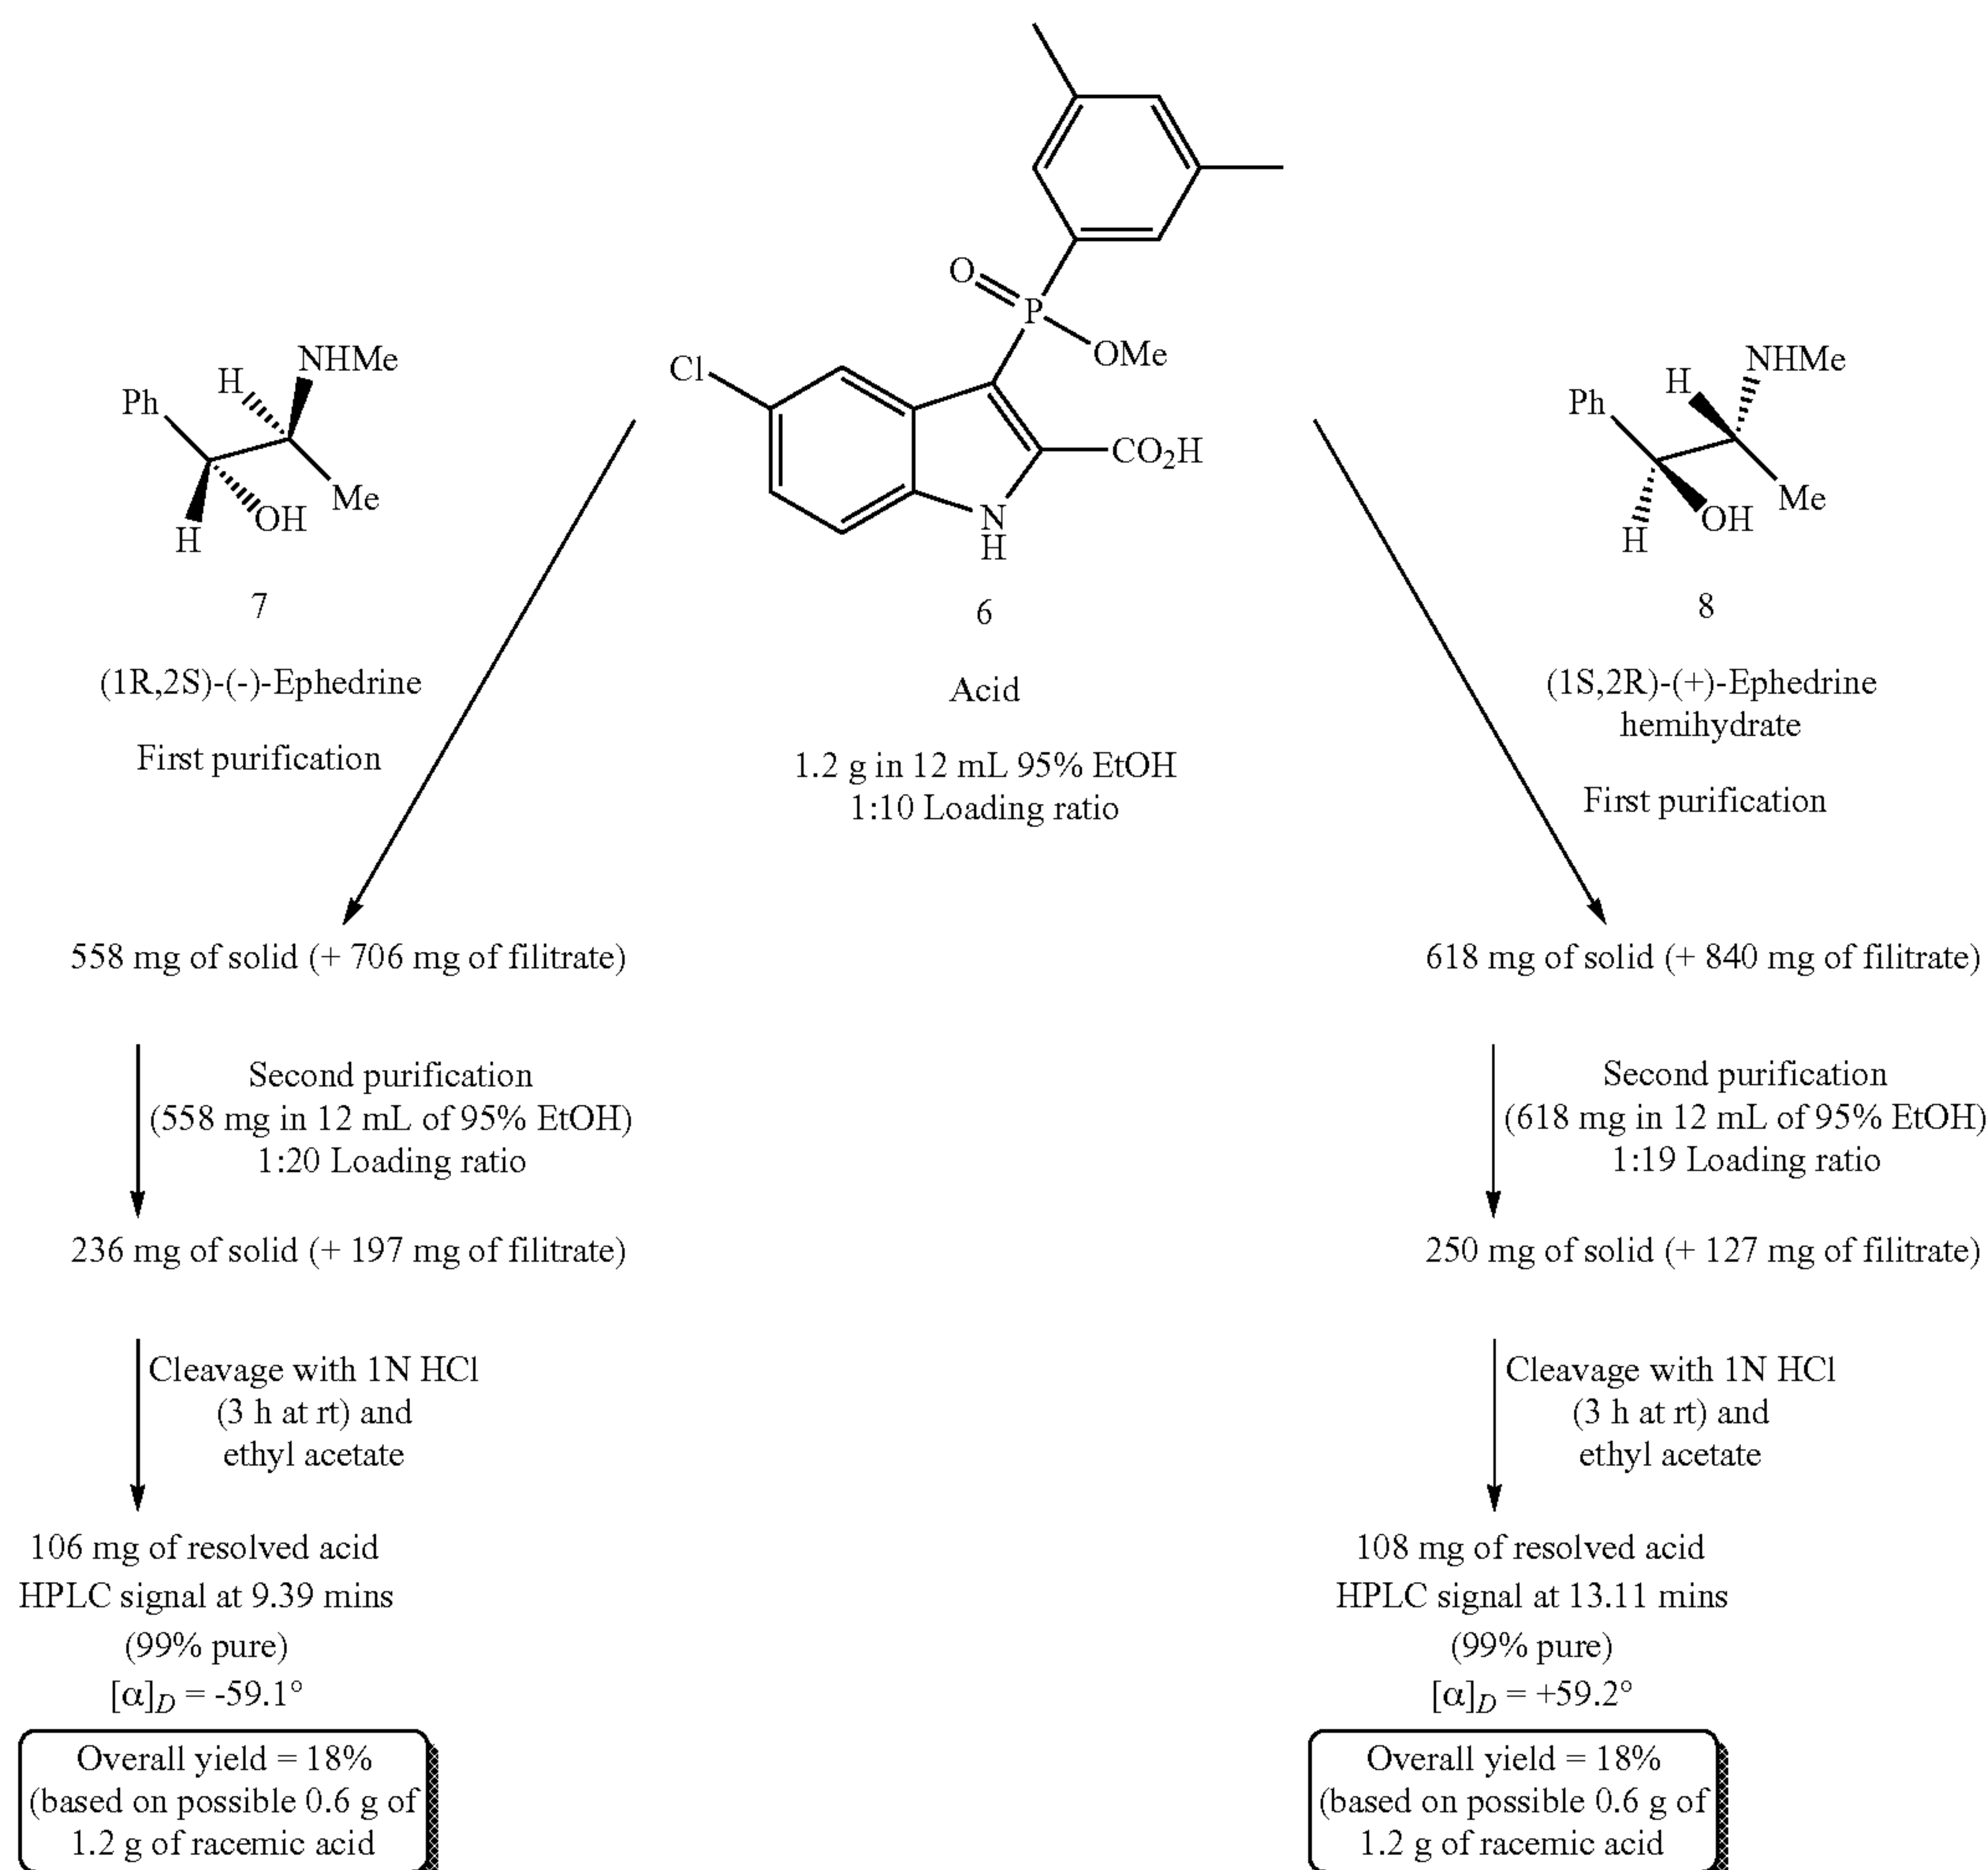 O
P
OMe
Cl
CO2H
N
H
6
Acid
1.2 g in 12 mL 95% EtOH
1:10 Loading ratio
NHMe
H
Ph
Me
OH
H
7
(1R,2S)-(-)-Ephedrine
First purification
NHMe
H
Ph
Me
OH
H
8
(1S,2R)-(+)-Ephedrine
hemihydrate
First purification
558 mg of solid (+ 706 mg of filitrate)
Second purification
(558 mg in 12 mL of 95% EtOH)
1:20 Loading ratio
236 mg of solid (+ 197 mg of filitrate)
Cleavage with 1N HCl
(3 h at rt) and
ethyl acetate
106 mg of resolved acid
HPLC signal at 9.39 mins
(99% pure)
[α]D = -59.1°
Overall yield = 18%
(based on possible 0.6 g of
1.2 g of racemic acid
618 mg of solid (+ 840 mg of filitrate)
Second purification
(618 mg in 12 mL of 95% EtOH)
1:19 Loading ratio
250 mg of solid (+ 127 mg of filitrate)
Cleavage with 1N HCl
(3 h at rt) and
ethyl acetate
108 mg of resolved acid
HPLC signal at 13.11 mins
(99% pure)
[α]D = +59.2°
Overall yield = 18%
(based on possible 0.6 g of
1.2 g of racemic acid